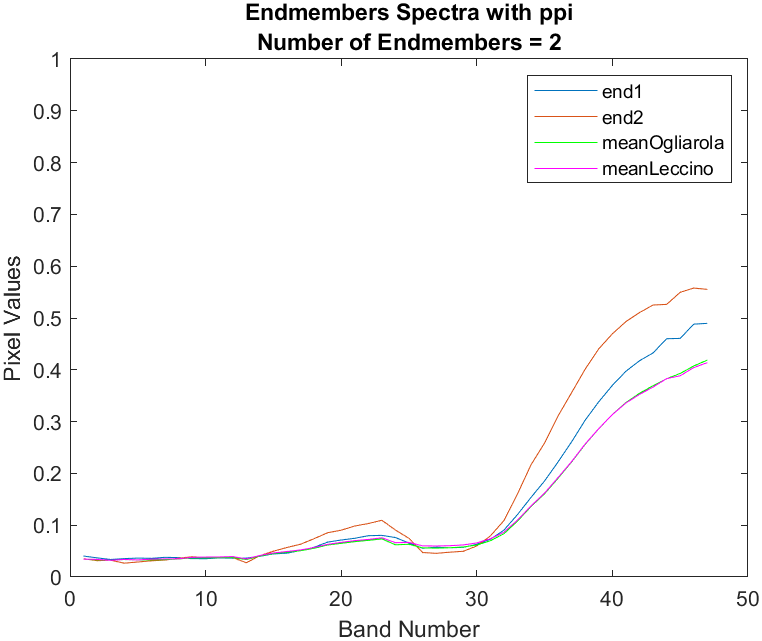 Endmembers Spectra with ppi
Number of Endmembers = 2
1
0.9
0.8
0.7
0.6
0.5
0.4
0.3
0.2
0.1
0
Pixel Values
end1
end2
meanOgliarola
meanLeccino
0 10 20 30 40 50
Band Number